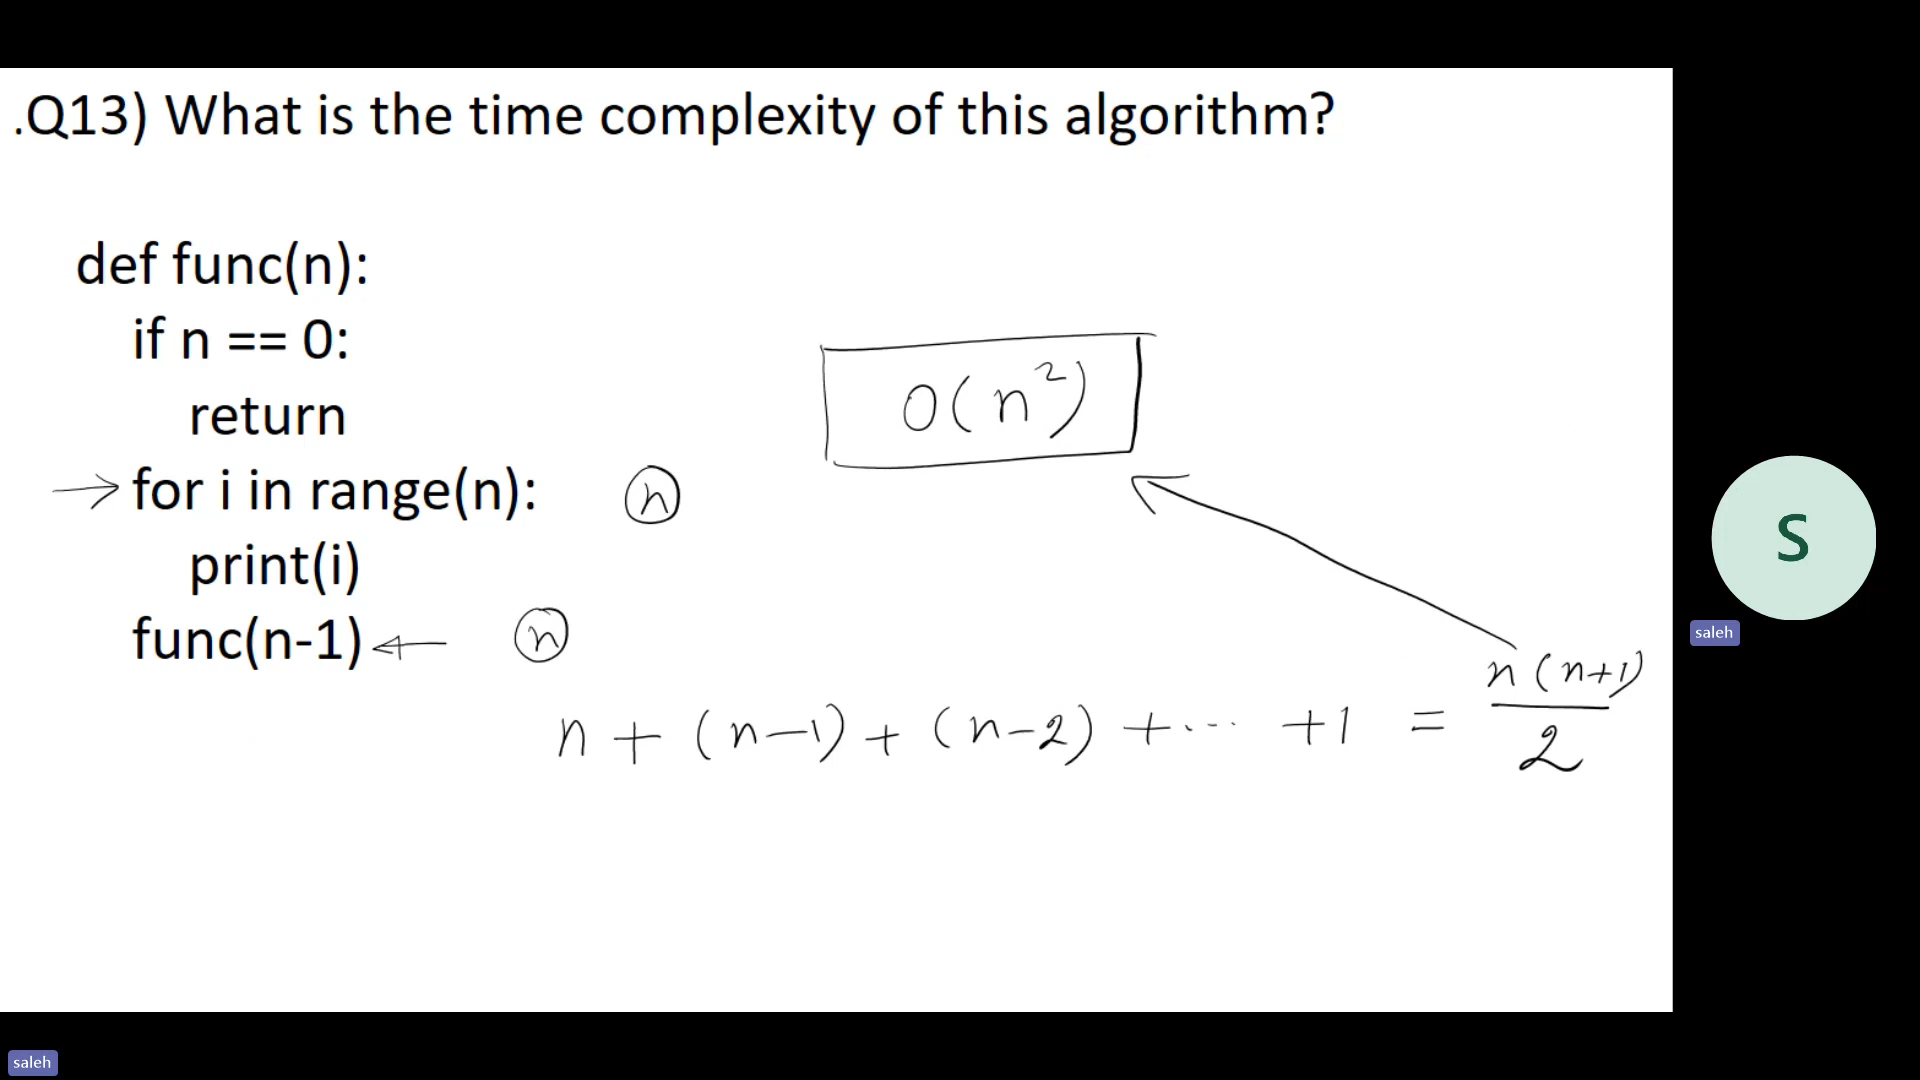 .Q13) What is the time complexity of this algorithm?
def func(n):
if n == 0:
return
O(n²)
→ for i in range(n): n
print(i)
func(n-1) ← n
n + (n-1) + (n-2) + ... + 1 = n(n+1)/2
S
saleh
saleh